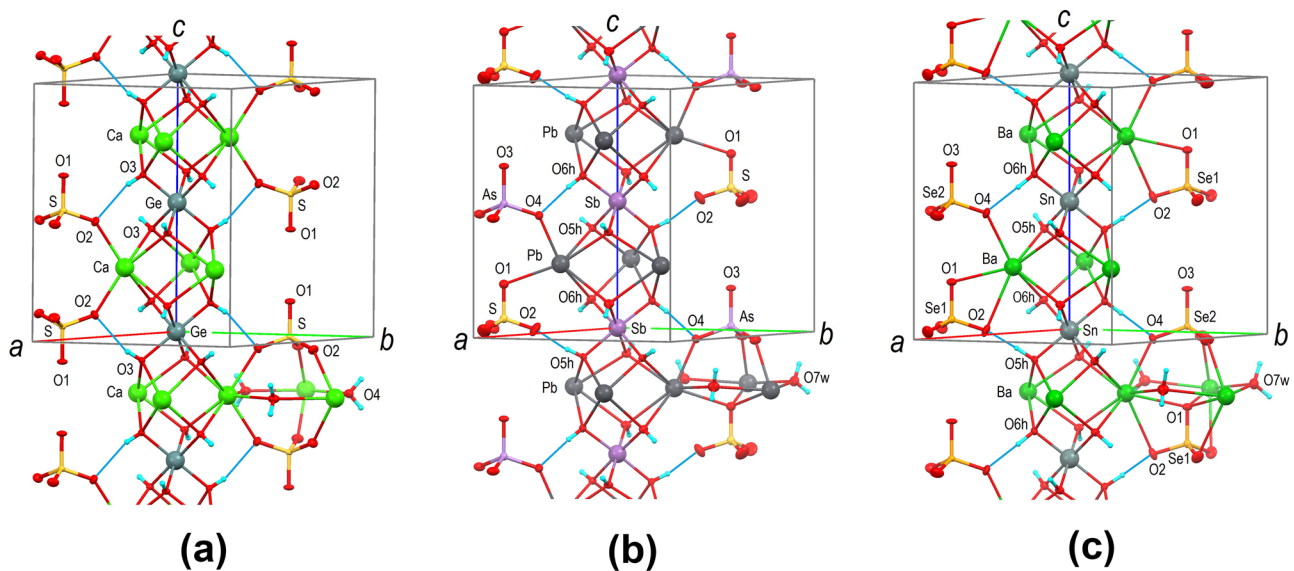 c
Ca
O1
O3
S
O2
S
Ge
O2
O3
O1
Ca
O2
O1
S
S
Ge
a
b
O2
O1
O3
Ca
O4
(a)
c
Pb
O1
O3
O6h
S
As
O4
Sb
O2
O5h
Pb
O1
O3
O6h
S
As
O2
O4
Sb
a
b
O5h
O7w
Pb
(b)
c
Ba
O1
O3
O6h
Se1
Se2
O4
Sn
O2
O5h
Ba
O1
O3
O6h
Se1
Se2
O2
O4
Sn
a
b
O5h
O7w
Ba
O1
O6h
Se1
O2
(c)